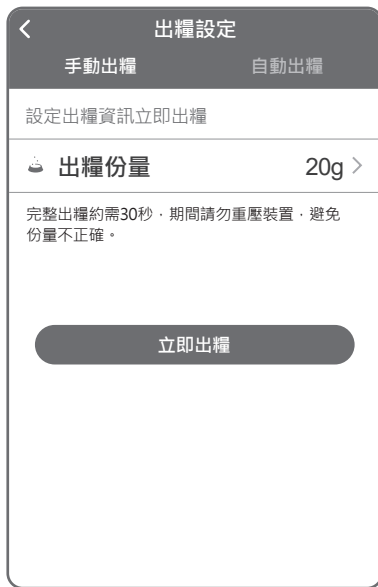 出糧設定
手動出糧 自動出糧
設定出糧資訊立即出糧
出糧份量 20g
完整出糧約需30秒，期間請勿重壓裝置，避免
份量不正確。
立即出糧